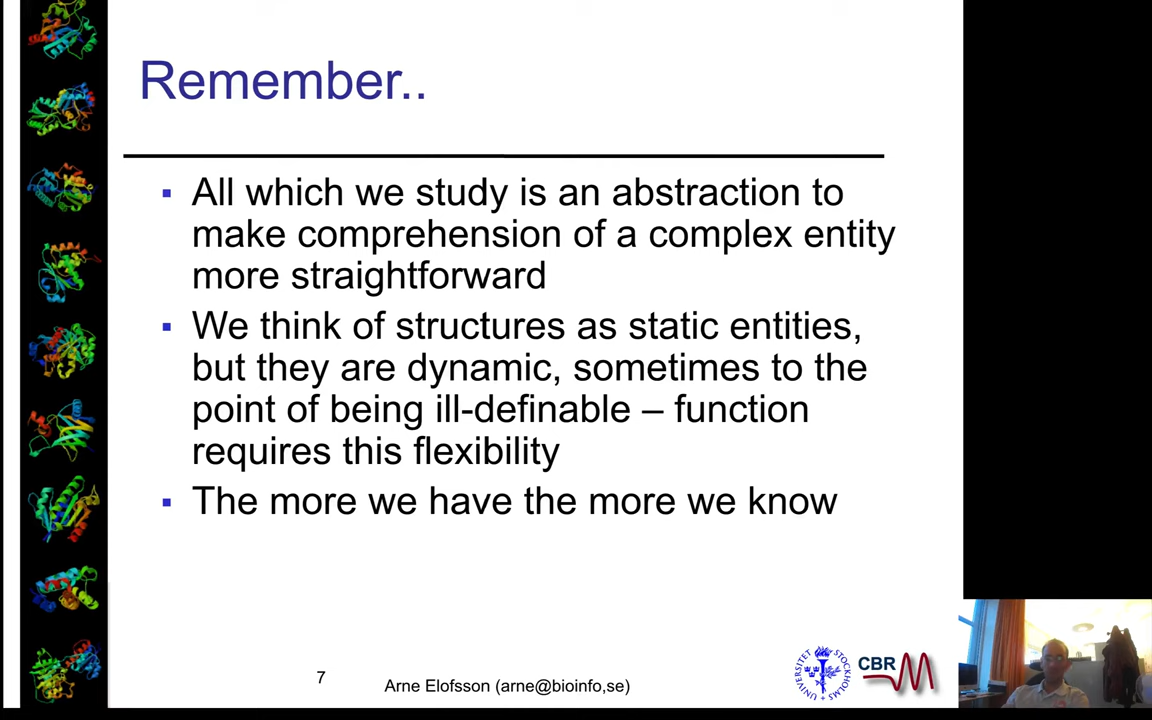 Remember..
▪ All which we study is an abstraction to
make comprehension of a complex entity
more straightforward
▪ We think of structures as static entities,
but they are dynamic, sometimes to the
point of being ill-definable – function
requires this flexibility
▪ The more we have the more we know
7
Arne Elofsson (arne@bioinfo,se)
UNIVERSITET STOCKHOLMS
CBR